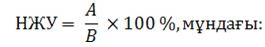 НЖУ = A/B × 100 %, мұндағы: